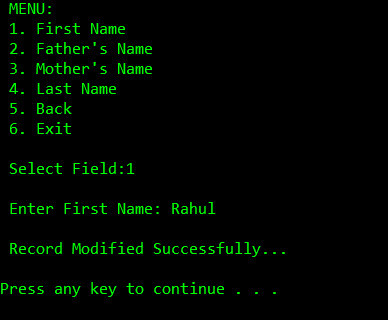 MENU:
1. First Name
2. Father's Name
3. Mother's Name
4. Last Name
5. Back
6. Exit
Select Field:1
Enter First Name: Rahul
Record Modified Successfully...
Press any key to continue . . .